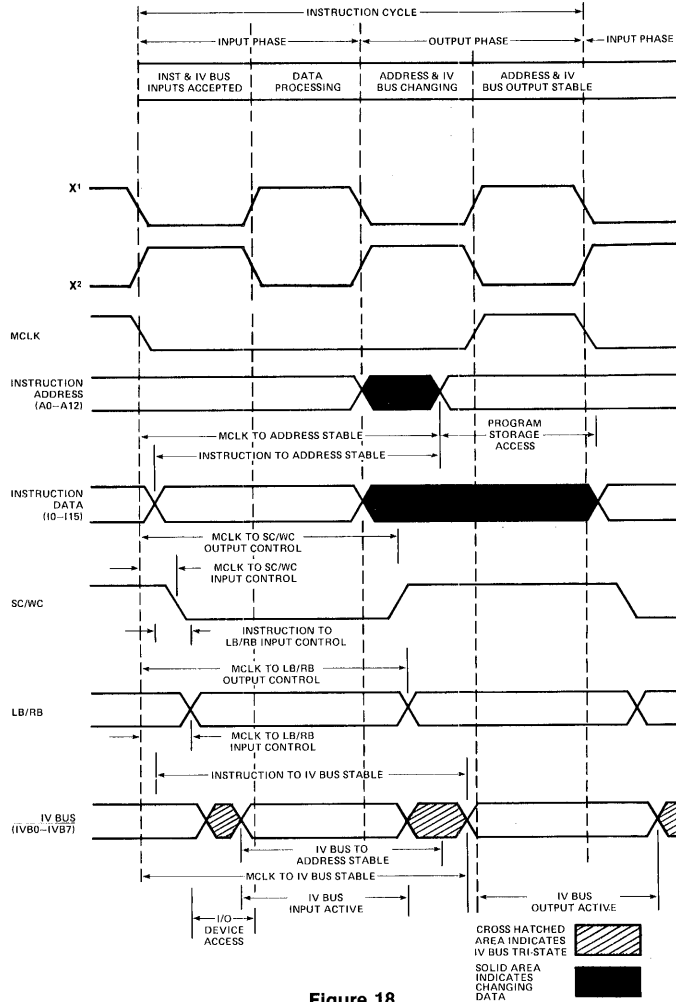 INSTRUCTION CYCLE
INPUT PHASE
OUTPUT PHASE
INPUT PHASE
INST & IV BUS
INPUTS ACCEPTED
DATA
PROCESSING
ADDRESS & IV
BUS CHANGING
ADDRESS & IV
BUS OUTPUT STABLE
X1
X2
MCLK
INSTRUCTION
ADDRESS
(A0–A12)
MCLK TO ADDRESS STABLE
PROGRAM
STORAGE
ACCESS
INSTRUCTION TO ADDRESS STABLE
INSTRUCTION
DATA
(I0–I15)
MCLK TO SC/WC
OUTPUT CONTROL
MCLK TO SC/WC
INPUT CONTROL
SC/WC
INSTRUCTION TO
LB/RB INPUT CONTROL
MCLK TO LB/RB
OUTPUT CONTROL
LB/RB
MCLK TO LB/RB
INPUT CONTROL
INSTRUCTION TO IV BUS STABLE
IV BUS
(IVB0–IVB7)
IV BUS TO
ADDRESS STABLE
MCLK TO IV BUS STABLE
IV BUS
INPUT ACTIVE
IV BUS
OUTPUT ACTIVE
I/O
DEVICE
ACCESS
CROSS HATCHED
AREA INDICATES
IV BUS TRI-STATE
SOLID AREA
INDICATES
CHANGING
DATA
Figure 18